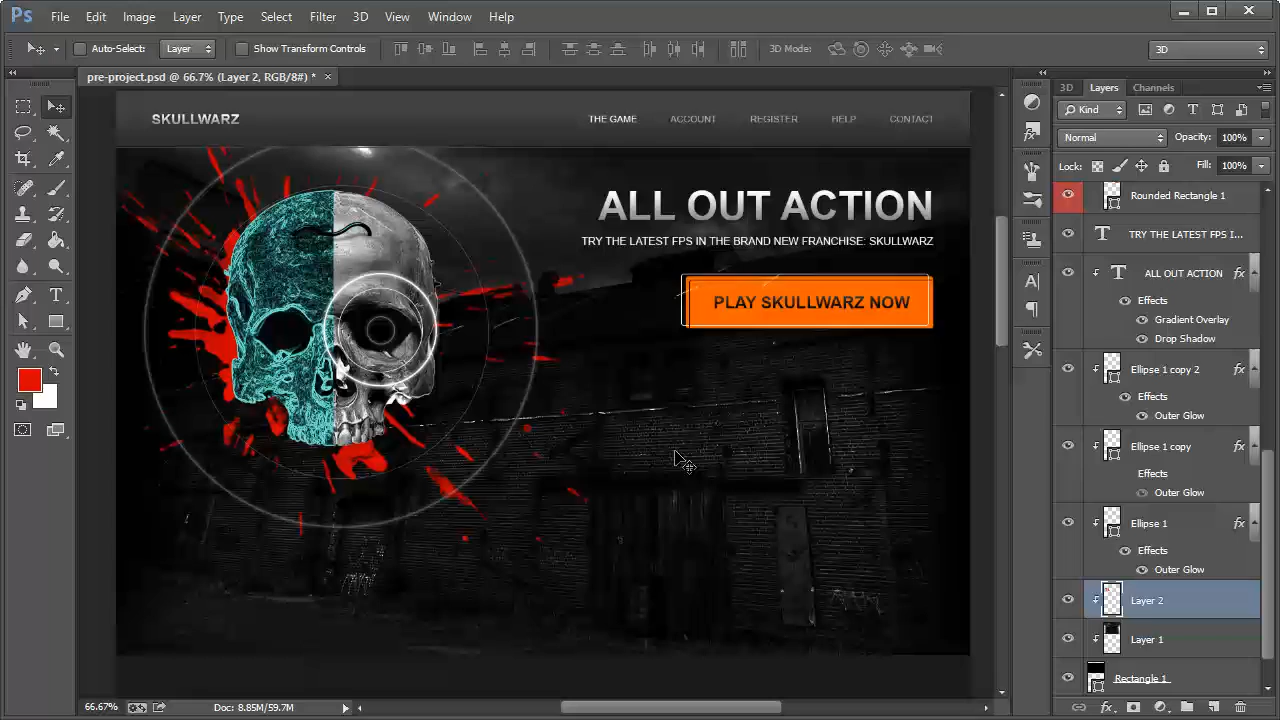 Ps File Edit Image Layer Type Select Filter 3D View Window Help
Auto-Select: Layer Show Transform Controls 3D Mode: 3D
pre-project.psd @ 66.7% (Layer 2, RGB/8#) * ×
3D Layers Channels
Kind
Normal Opacity: 100%
Lock: Fill: 100%
SKULLWARZ THE GAME ACCOUNT REGISTER HELP CONTACT
ALL OUT ACTION
TRY THE LATEST FPS IN THE BRAND NEW FRANCHISE: SKULLWARZ
PLAY SKULLWARZ NOW
Rounded Rectangle 1
TRY THE LATEST FPS I...
ALL OUT ACTION fx
Effects
Gradient Overlay
Drop Shadow
Ellipse 1 copy 2 fx
Effects
Outer Glow
Ellipse 1 copy fx
Effects
Outer Glow
Ellipse 1 fx
Effects
Outer Glow
Layer 2
Layer 1
Rectangle 1
66.67% Doc: 8.85M/59.7M